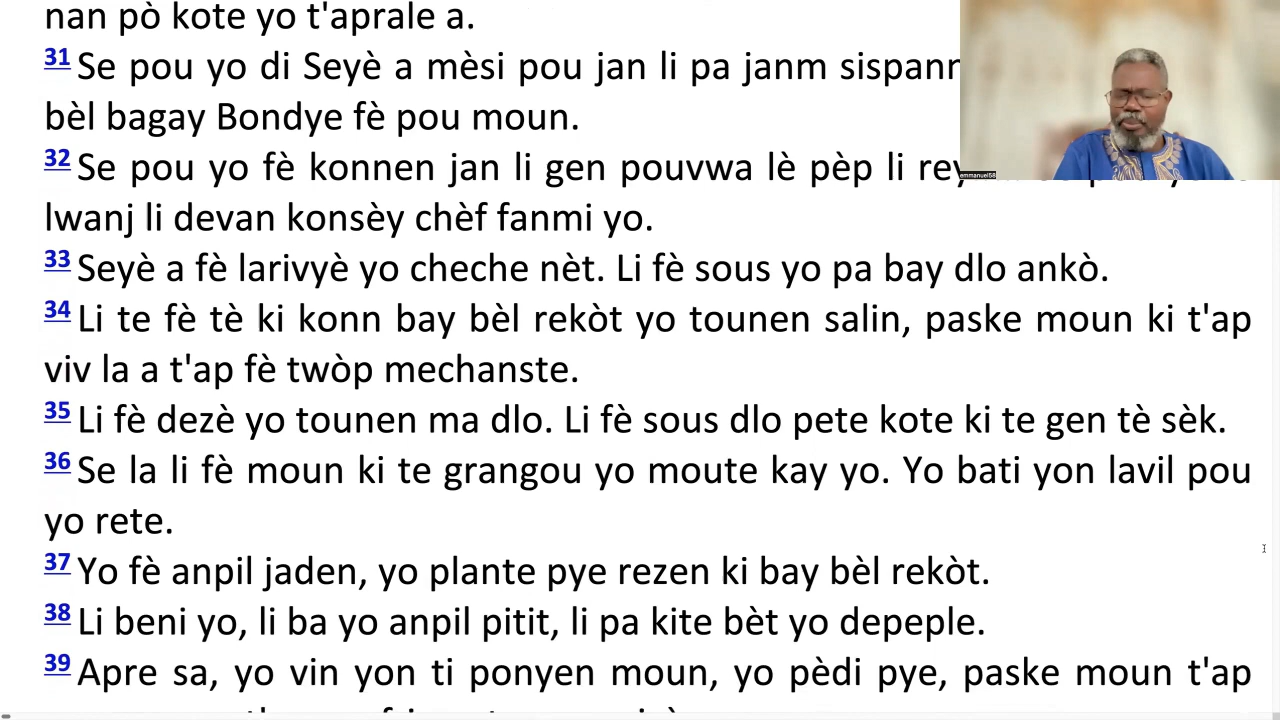 nan pò kote yo t'aprale a.
31 Se pou yo di Seyè a mèsi pou jan li pa janm
bèl bagay Bondye fè pou moun.
32 Se pou yo fè konnen jan li gen pouvwa lè pèp li
lwanj li devan konsèy chèf fanmi yo.
33 Seyè a fè larivyè yo cheche nèt. Li fè sous yo pa bay dlo ankò.
34 Li te fè tè ki konn bay bèl rekòt yo tounen salin, paske moun ki t'ap
viv la a t'ap fè twòp mechanste.
35 Li fè dezè yo tounen ma dlo. Li fè sous dlo pete kote ki te gen tè sèk.
36 Se la li fè moun ki te grangou yo moute kay yo. Yo bati yon lavil pou
yo rete.
37 Yo fè anpil jaden, yo plante pye rezen ki bay bèl rekòt.
38 Li beni yo, li ba yo anpil pitit, li pa kite bèt yo depeple.
39 Apre sa, yo vin yon ti ponyen moun, yo pèdi pye, paske moun t'ap
emmanuel68